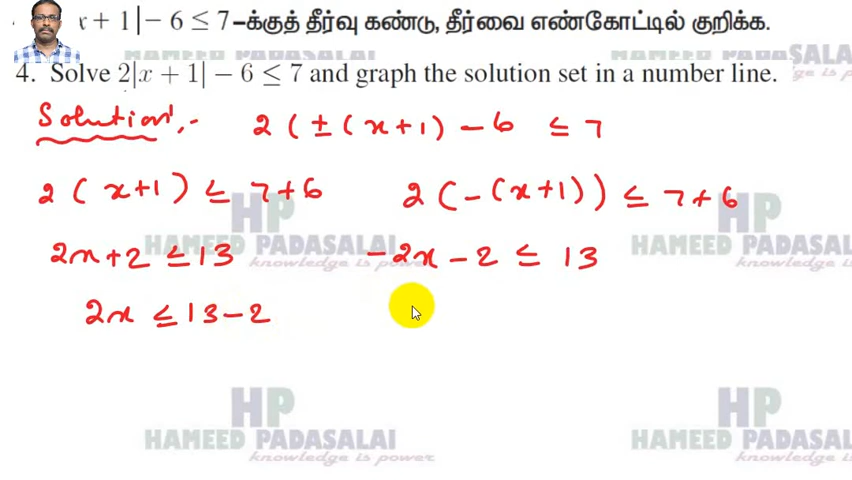 x + 1| − 6 ≤ 7-க்குத் தீர்வு கண்டு, தீர்வை எண்கோட்டில் குறிக்க.
4. Solve 2|x + 1| − 6 ≤ 7 and graph the solution set in a number line.
Solution:-
2 ( ± (x+1) − 6 ≤ 7
2 ( x+1 ) ≤ 7+6
2 ( −(x+1)) ≤ 7+6
2x+2 ≤ 13
−2x − 2 ≤ 13
2x ≤ 13−2
HP
HAMEED PADASALAI
knowledge is power
HP
HAMEED PADASALAI
knowledge is p
HP
HAMEED PADASALAI
knowledge is power
HP
HAMEED PADASALAI
knowledge is p